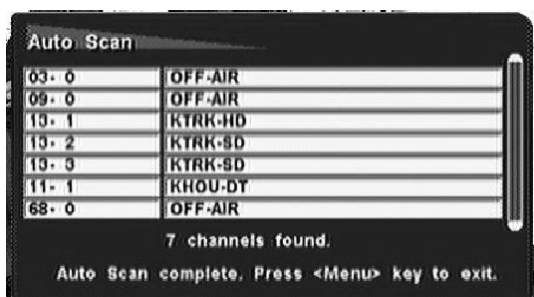 Auto Scan
03- 0 OFF-AIR
09- 0 OFF-AIR
13- 1 KTRK-HD
13- 2 KTRK-SD
13- 3 KTRK-SD
11- 1 KHOU-DT
68- 0 OFF-AIR
7 channels found.
Auto Scan complete. Press <Menu> key to exit.